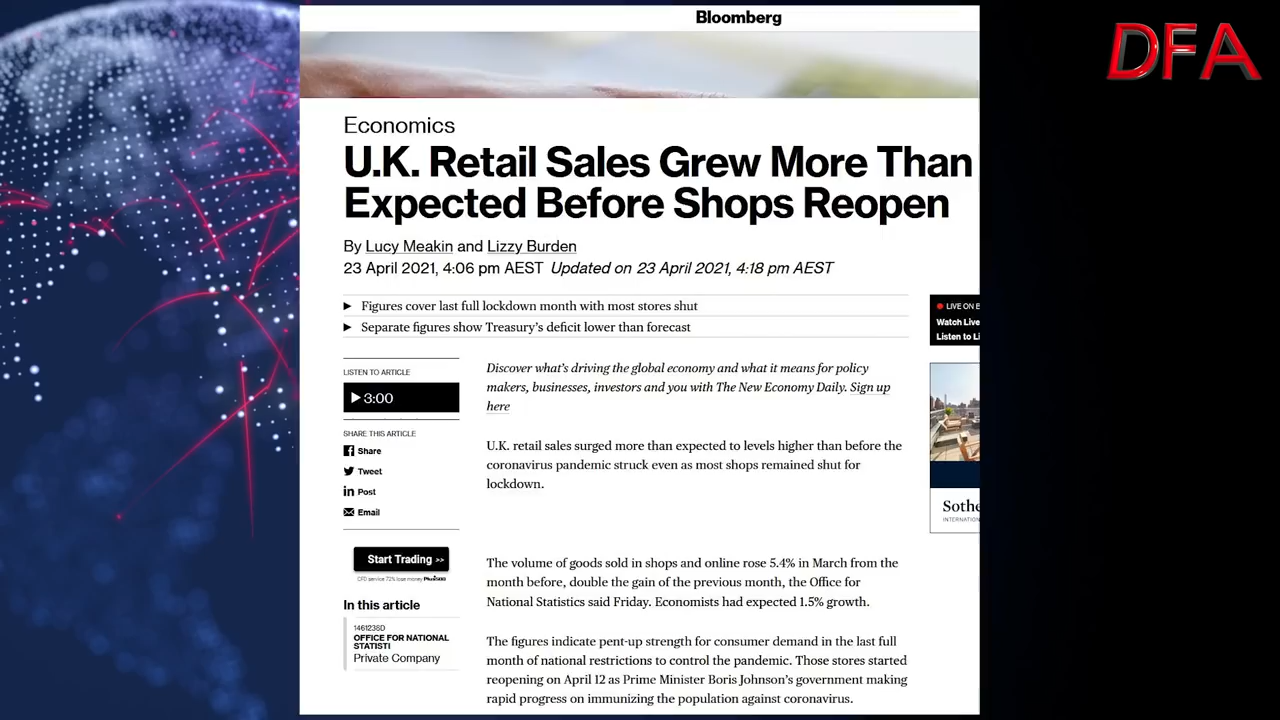 Bloomberg
DFA
Economics
U.K. Retail Sales Grew More Than
Expected Before Shops Reopen
By Lucy Meakin and Lizzy Burden
23 April 2021, 4:06 pm AEST Updated on 23 April 2021, 4:18 pm AEST
Figures cover last full lockdown month with most stores shut
Separate figures show Treasury's deficit lower than forecast
LIVE ON B
Watch Live
Listen to Li
LISTEN TO ARTICLE
3:00
SHARE THIS ARTICLE
Share
Tweet
Post
Email
Start Trading >>
CFD service 72% lose money Plus500
In this article
146123SD
OFFICE FOR NATIONAL
STATISTI
Private Company
Discover what's driving the global economy and what it means for policy
makers, businesses, investors and you with The New Economy Daily. Sign up
here
U.K. retail sales surged more than expected to levels higher than before the
coronavirus pandemic struck even as most shops remained shut for
lockdown.
The volume of goods sold in shops and online rose 5.4% in March from the
month before, double the gain of the previous month, the Office for
National Statistics said Friday. Economists had expected 1.5% growth.
The figures indicate pent-up strength for consumer demand in the last full
month of national restrictions to control the pandemic. Those stores started
reopening on April 12 as Prime Minister Boris Johnson's government making
rapid progress on immunizing the population against coronavirus.
Sothe
INTERNATION